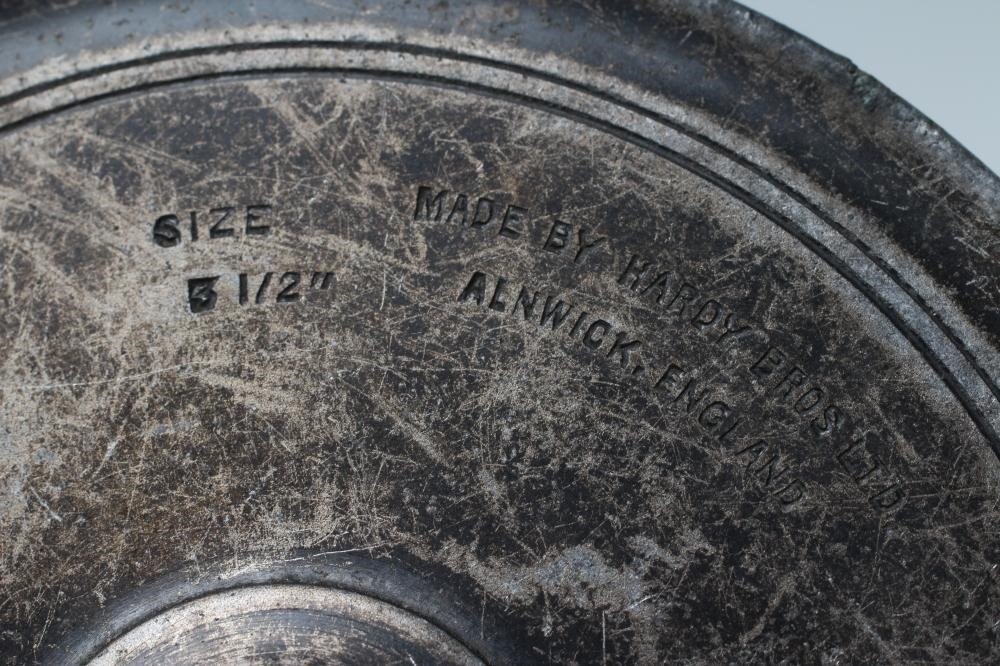 SIZE
3 1/2"
MADE BY HARDY BROS LTD
ALNWICK, ENGLAND